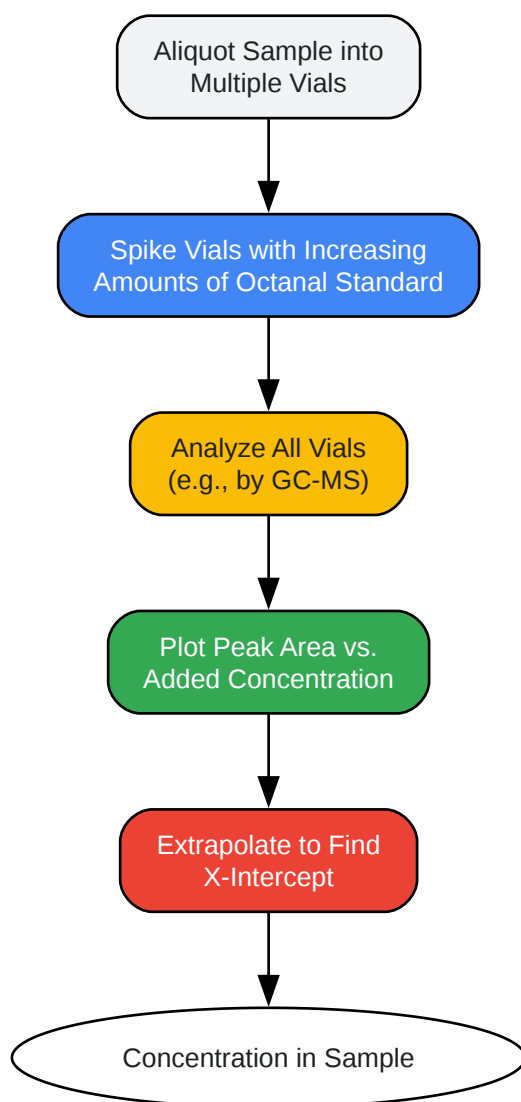 Aliquot Sample into
Multiple Vials
Spike Vials with Increasing
Amounts of Octanal Standard
Analyze All Vials
(e.g., by GC-MS)
Plot Peak Area vs.
Added Concentration
Extrapolate to Find
X-Intercept
Concentration in Sample